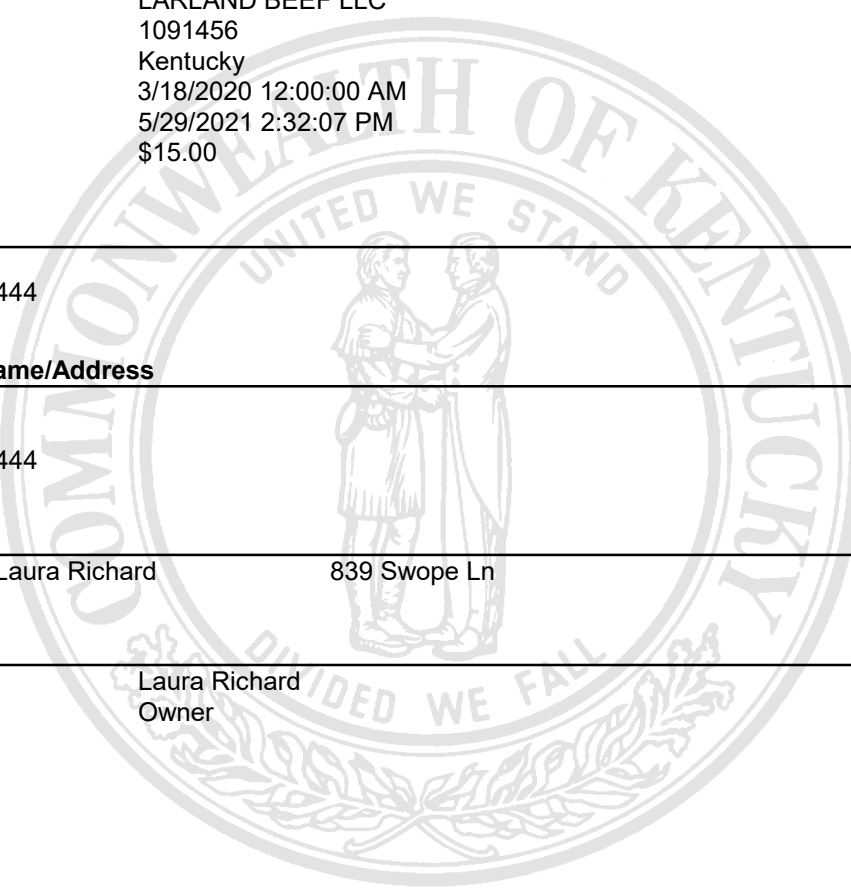 LARLAND BEEF LLC
1091456
Kentucky
3/18/2020 12:00:00 AM
5/29/2021 2:32:07 PM
$15.00
COMMONWEALTH OF KENTUCKY
UNITED WE STAND
444
ame/Address
444
Laura Richard 839 Swope Ln
DIVIDED WE FALL
Laura Richard
Owner